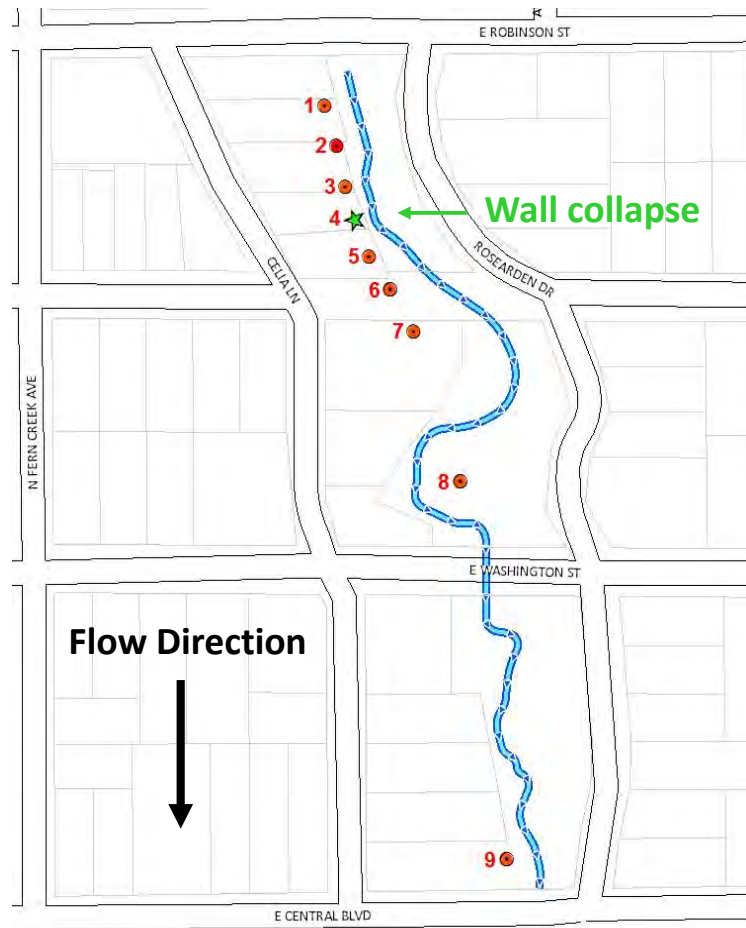 E ROBINSON ST
1
2
3
4
Wall collapse
5
ROSEARDEN DR
CELIA LN
6
7
N FERN CREEK AVE
8
E WASHINGTON ST
Flow Direction
9
E CENTRAL BLVD